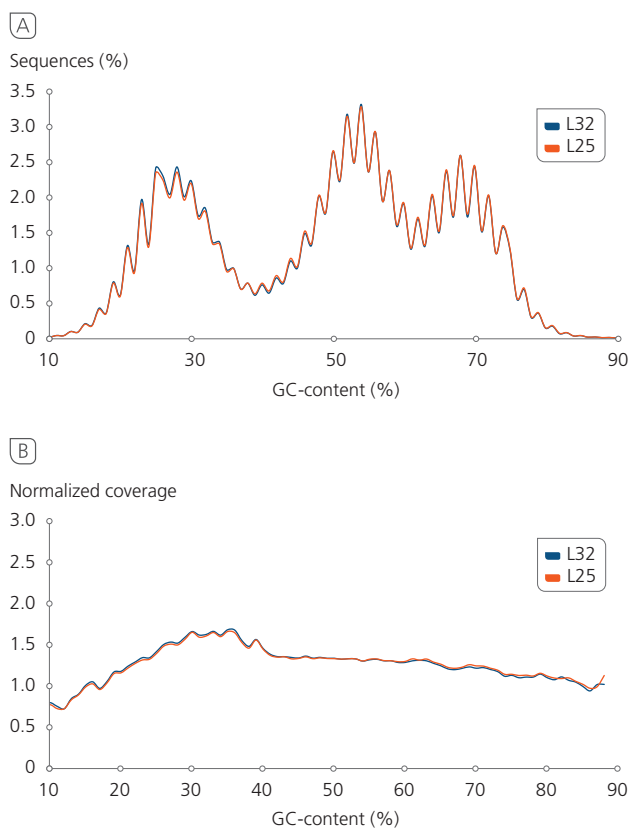 A
Sequences (%)
3.5
3.0
2.5
2.0
1.5
1.0
0.5
0
L32
L25
10 30 50 70 90
GC-content (%)
B
Normalized coverage
3.0
2.5
2.0
1.5
1.0
0.5
0
L32
L25
10 20 30 40 50 60 70 80 90
GC-content (%)